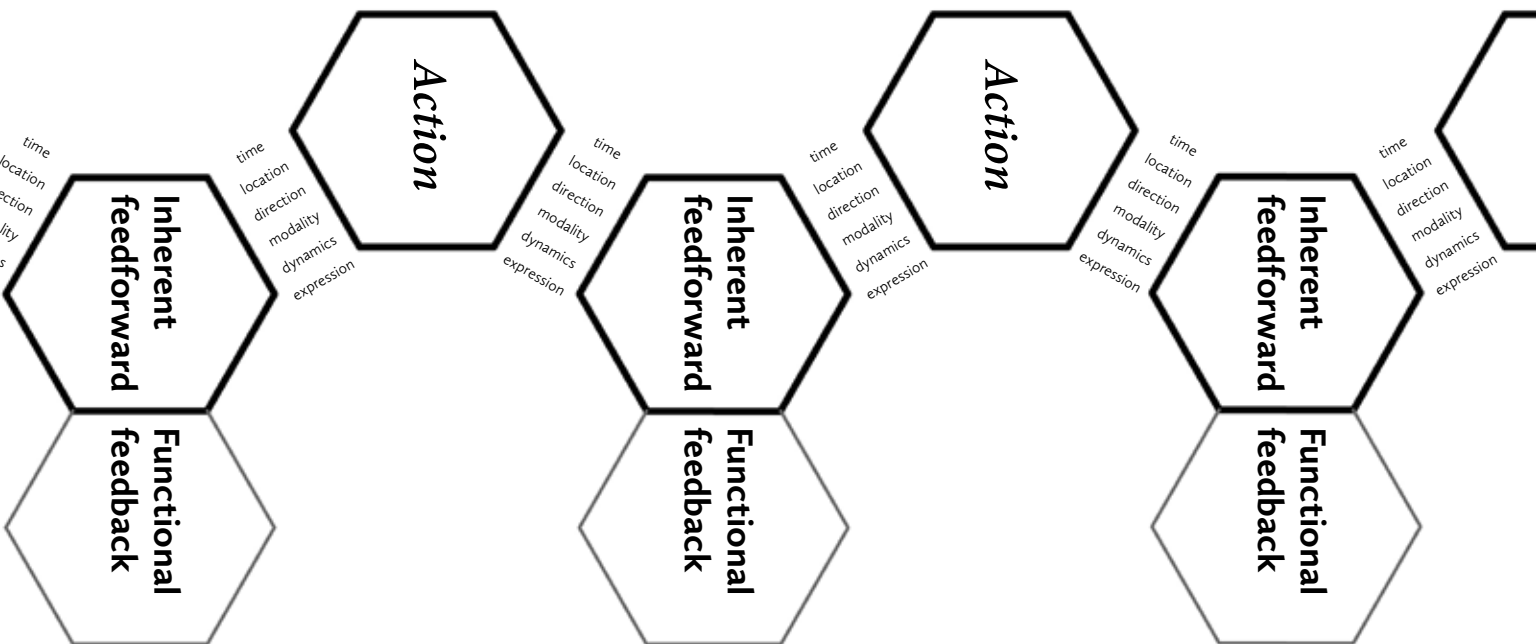 time
location
ection
lity
s
Inherent
feedforward
Functional
feedback
time
location
direction
modality
dynamics
expression
Action
time
location
direction
modality
dynamics
expression
Inherent
feedforward
Functional
feedback
time
location
direction
modality
dynamics
expression
Action
time
location
direction
modality
dynamics
expression
Inherent
feedforward
Functional
feedback
time
location
direction
modality
dynamics
expression